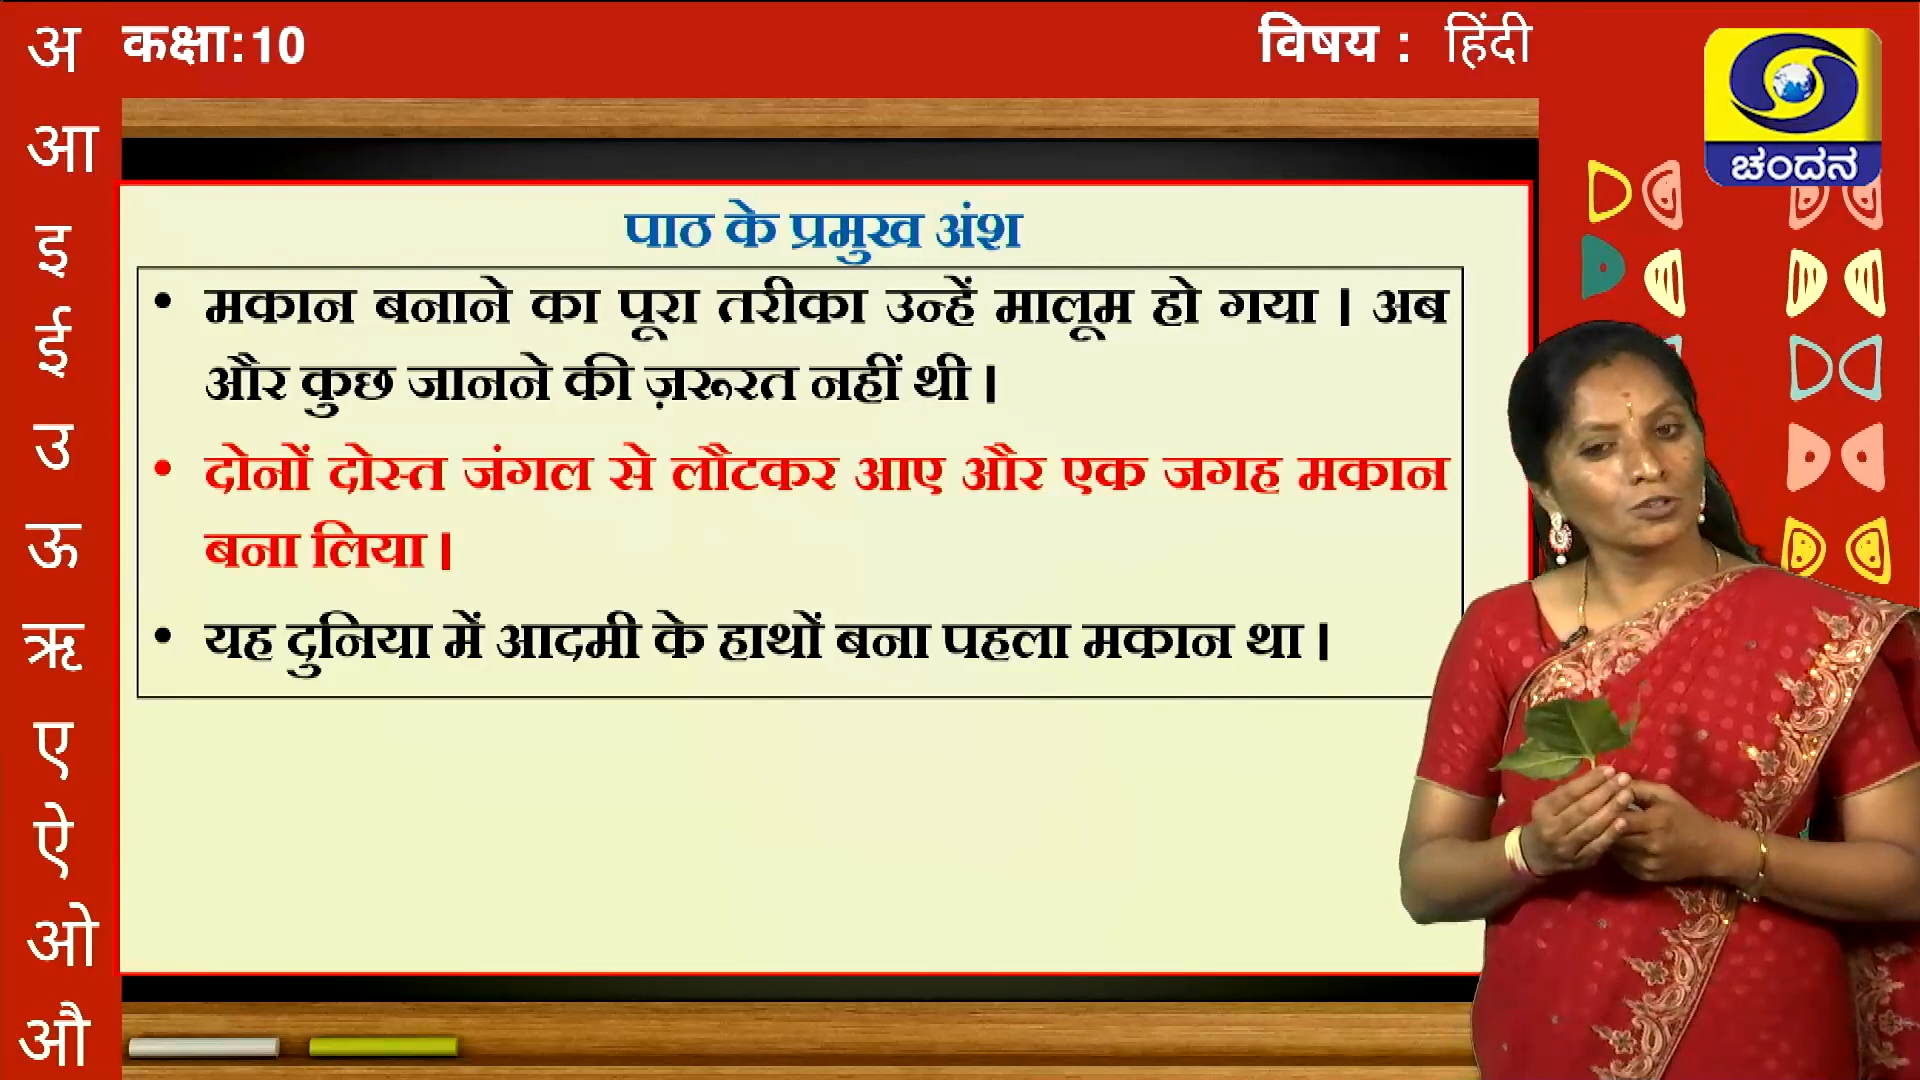 कक्षा:10
विषय : हिंदी
ಚಂದನ
अ
आ
इ
ई
उ
ऊ
ऋ
ए
ऐ
ओ
औ
पाठ के प्रमुख अंश
• मकान बनाने का पूरा तरीका उन्हें मालूम हो गया । अब
और कुछ जानने की ज़रूरत नहीं थी ।
• दोनों दोस्त जंगल से लौटकर आए और एक जगह मकान
बना लिया ।
• यह दुनिया में आदमी के हाथों बना पहला मकान था ।